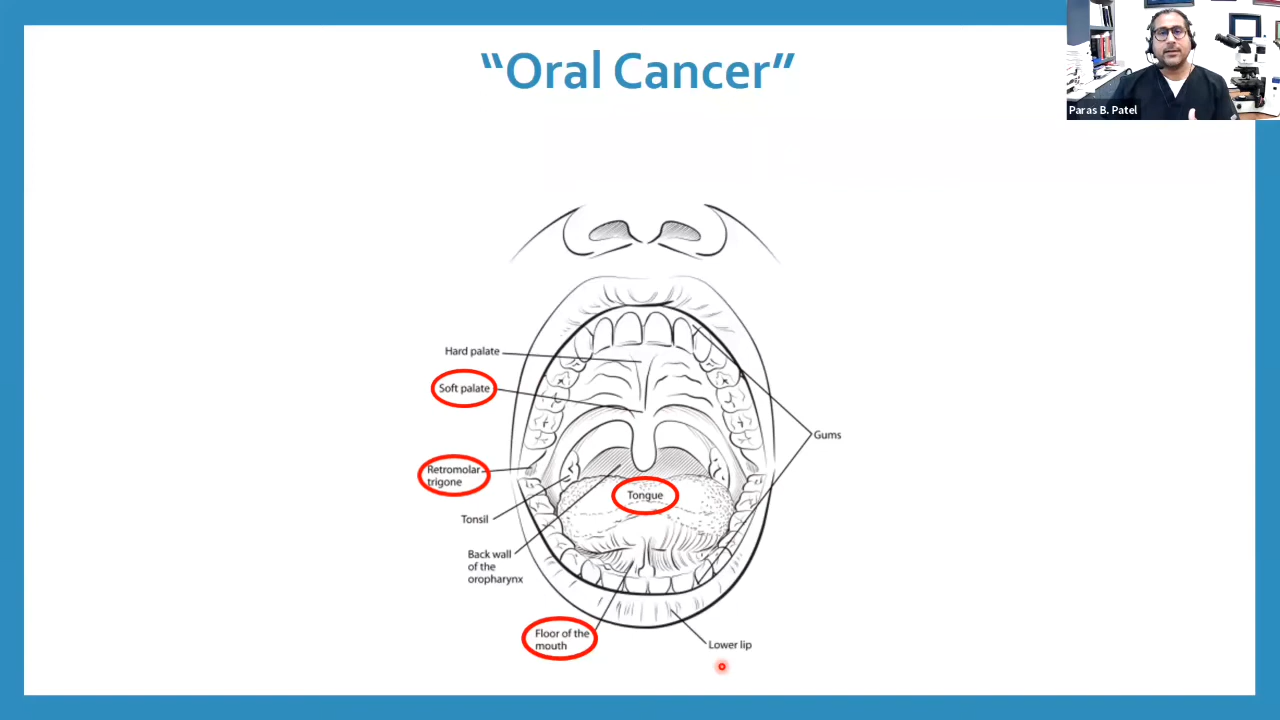 “Oral Cancer”
Paras B. Patel
Hard palate
Soft palate
Gums
Retromolar
trigone
Tongue
Tonsil
Back wall
of the
oropharynx
Floor of the
mouth
Lower lip